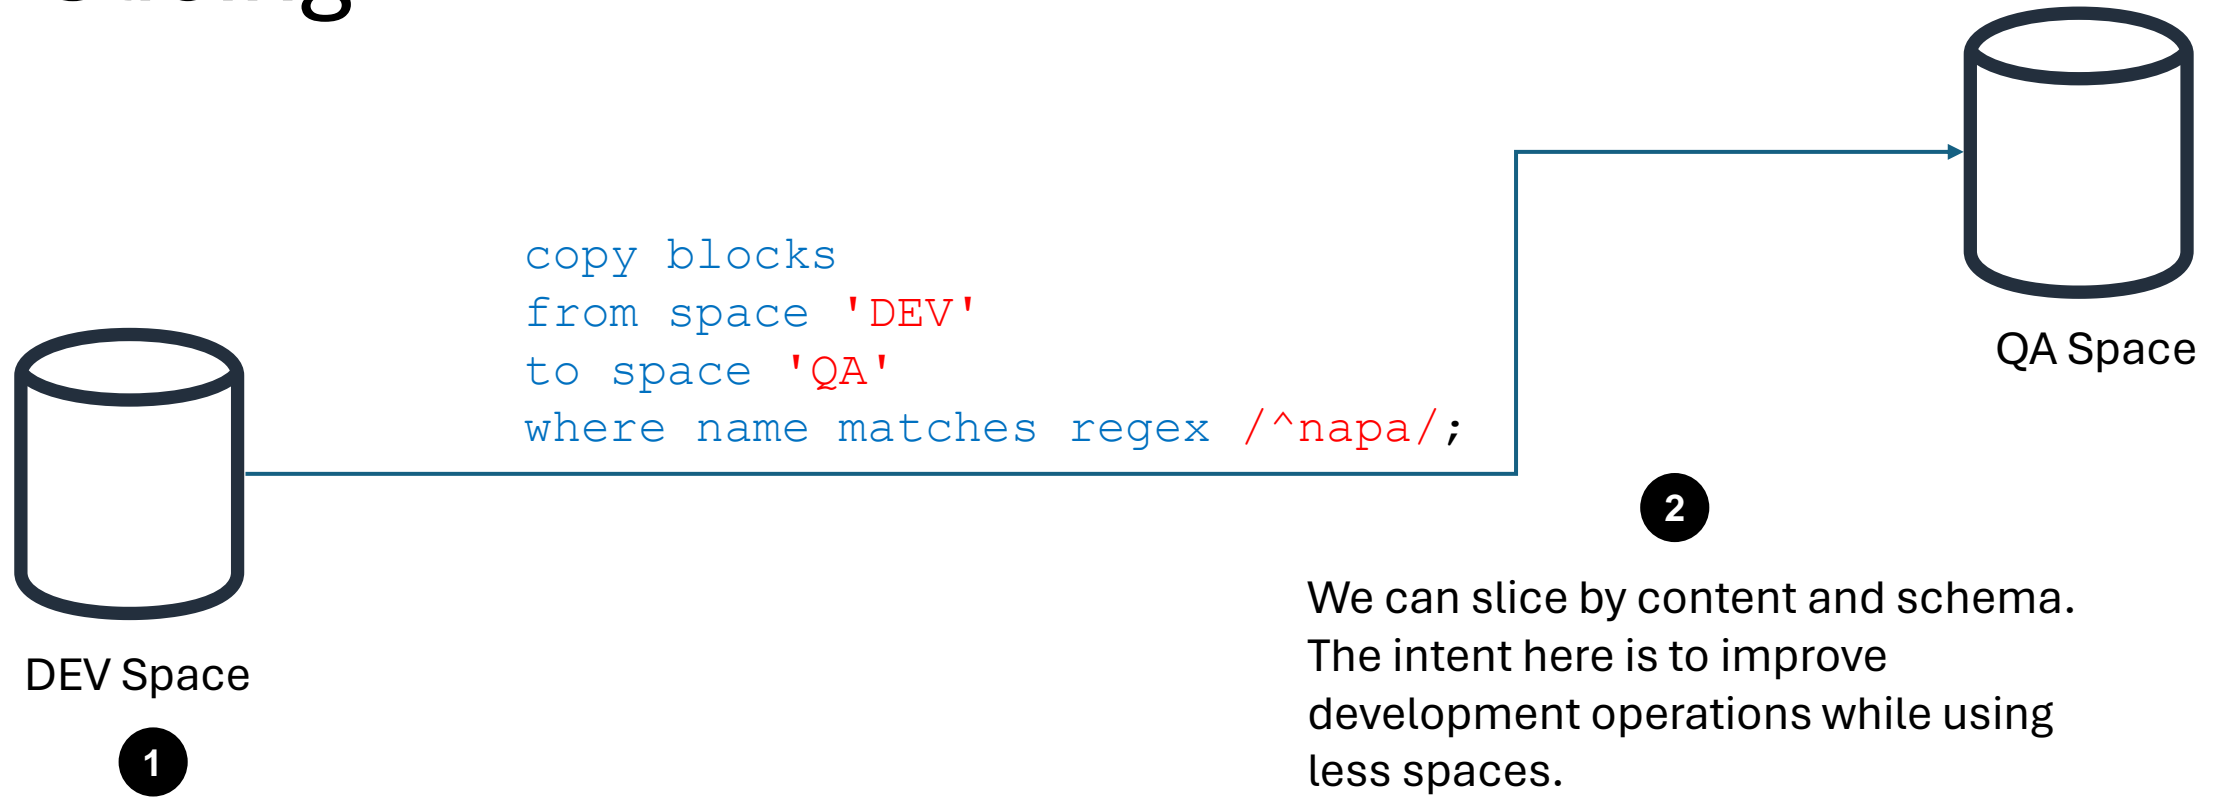 copy blocks
from space 'DEV'
to space 'QA'
where name matches regex /^napa/;
QA Space
DEV Space
1
2
We can slice by content and schema.
The intent here is to improve
development operations while using
less spaces.